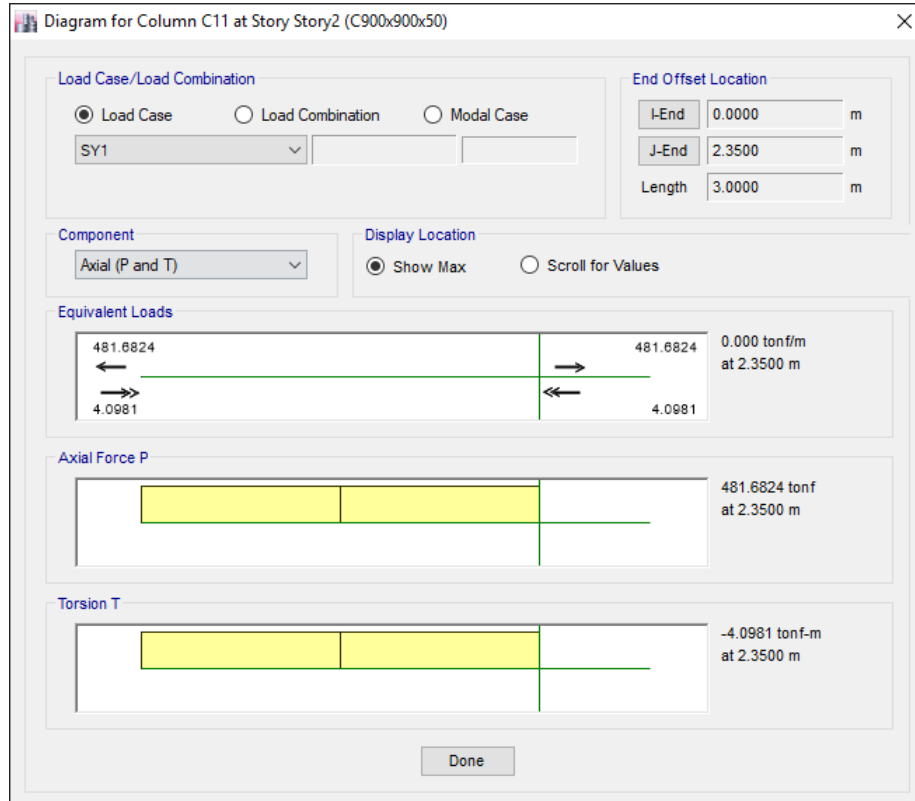 Diagram for Column C11 at Story Story2 (C900x900x50)
Load Case/Load Combination
Load Case
Load Combination
Modal Case
SY1
End Offset Location
I-End 0.0000 m
J-End 2.3500 m
Length 3.0000 m
Component
Axial (P and T)
Display Location
Show Max
Scroll for Values
Equivalent Loads
481.6824
481.6824
4.0981
4.0981
0.000 tonf/m
at 2.3500 m
Axial Force P
481.6824 tonf
at 2.3500 m
Torsion T
-4.0981 tonf-m
at 2.3500 m
Done